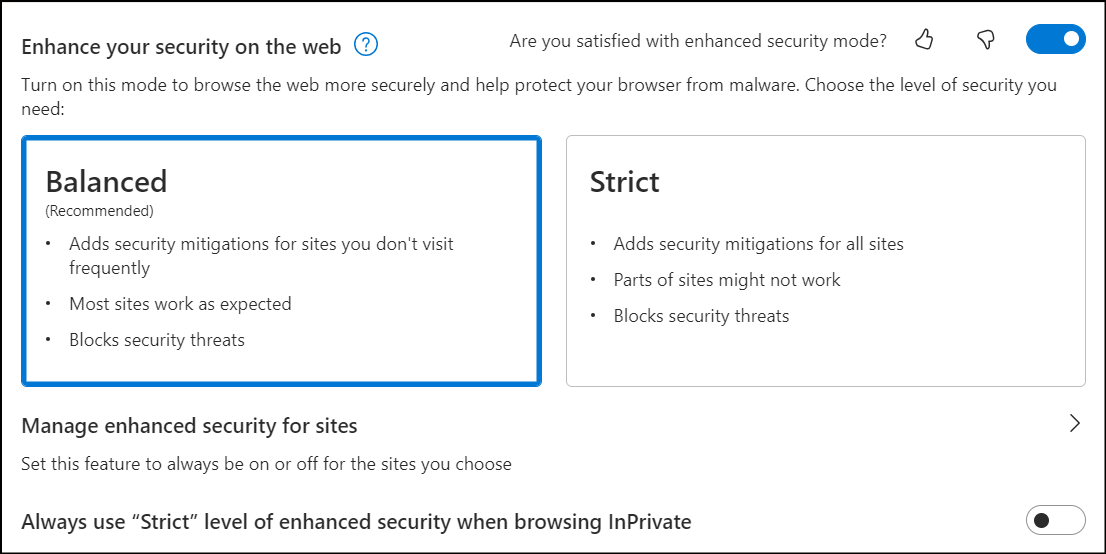 Enhance your security on the web ?
Are you satisfied with enhanced security mode?
Turn on this mode to browse the web more securely and help protect your browser from malware. Choose the level of security you
need:
Balanced
(Recommended)
• Adds security mitigations for sites you don't visit
frequently
• Most sites work as expected
• Blocks security threats
Strict
• Adds security mitigations for all sites
• Parts of sites might not work
• Blocks security threats
Manage enhanced security for sites
Set this feature to always be on or off for the sites you choose
Always use “Strict” level of enhanced security when browsing InPrivate